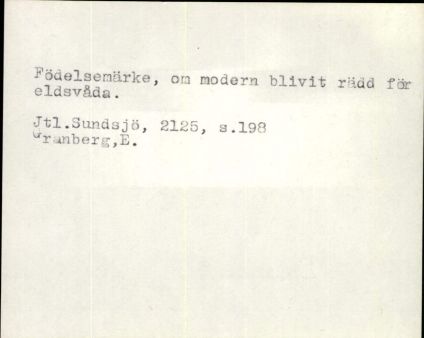 Födelsemärke, om modern blivit rädd för
eldsvåda.
Jtl.Sundsjö, 2125, s.198
Granberg,E.